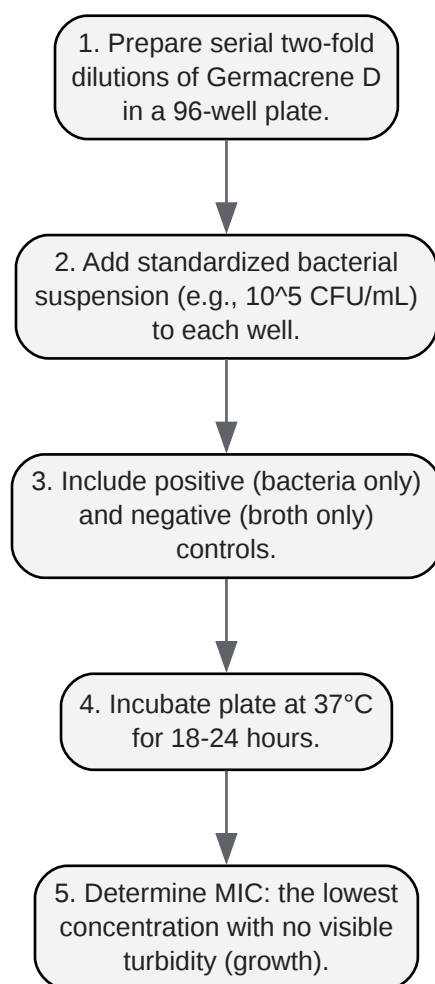 1. Prepare serial two-fold
dilutions of Germacrene D
in a 96-well plate.
2. Add standardized bacterial
suspension (e.g., 10^5 CFU/mL)
to each well.
3. Include positive (bacteria only)
and negative (broth only)
controls.
4. Incubate plate at 37°C
for 18-24 hours.
5. Determine MIC: the lowest
concentration with no visible
turbidity (growth).